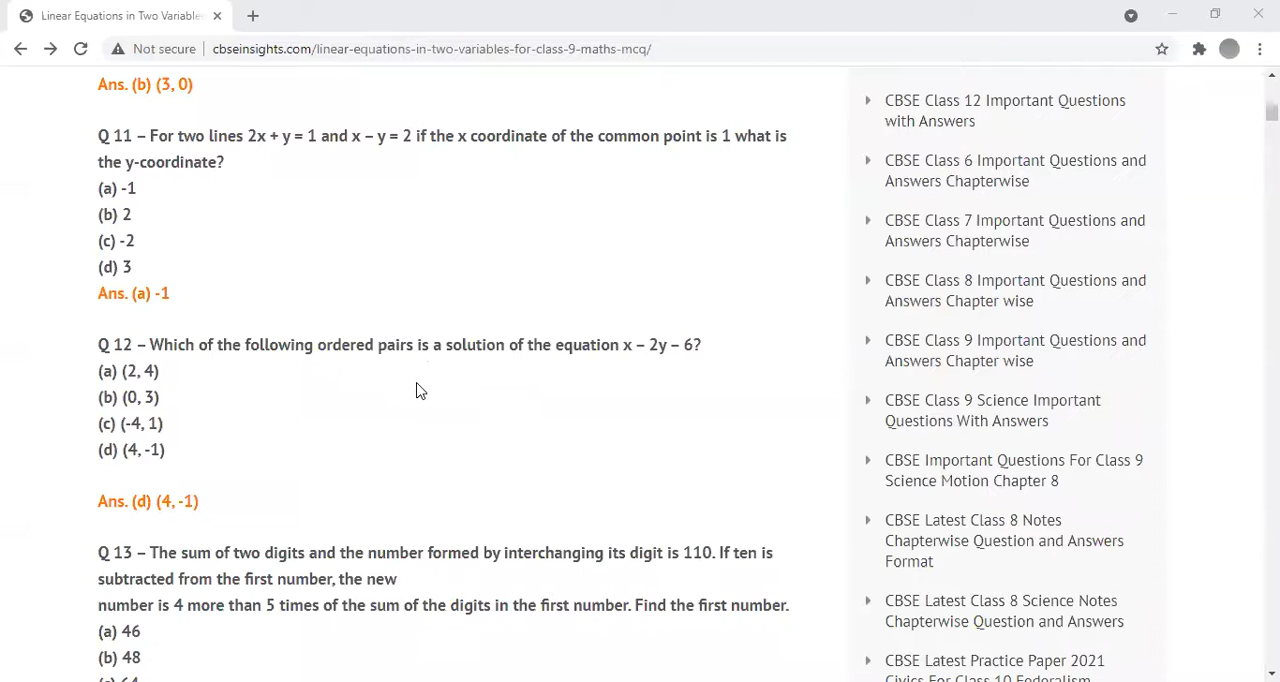 Linear Equations in Two Variable
Not secure
cbseinsights.com/linear-equations-in-two-variables-for-class-9-maths-mcq/
Ans. (b) (3, 0)
Q 11 – For two lines 2x + y = 1 and x – y = 2 if the x coordinate of the common point is 1 what is
the y-coordinate?
(a) -1
(b) 2
(c) -2
(d) 3
Ans. (a) -1
Q 12 – Which of the following ordered pairs is a solution of the equation x – 2y – 6?
(a) (2, 4)
(b) (0, 3)
(c) (-4, 1)
(d) (4, -1)
Ans. (d) (4, -1)
Q 13 – The sum of two digits and the number formed by interchanging its digit is 110. If ten is
subtracted from the first number, the new
number is 4 more than 5 times of the sum of the digits in the first number. Find the first number.
(a) 46
(b) 48
CBSE Class 12 Important Questions
with Answers
CBSE Class 6 Important Questions and
Answers Chapterwise
CBSE Class 7 Important Questions and
Answers Chapterwise
CBSE Class 8 Important Questions and
Answers Chapter wise
CBSE Class 9 Important Questions and
Answers Chapter wise
CBSE Class 9 Science Important
Questions With Answers
CBSE Important Questions For Class 9
Science Motion Chapter 8
CBSE Latest Class 8 Notes
Chapterwise Question and Answers
Format
CBSE Latest Class 8 Science Notes
Chapterwise Question and Answers
CBSE Latest Practice Paper 2021
Civics For Class 10 Federalism